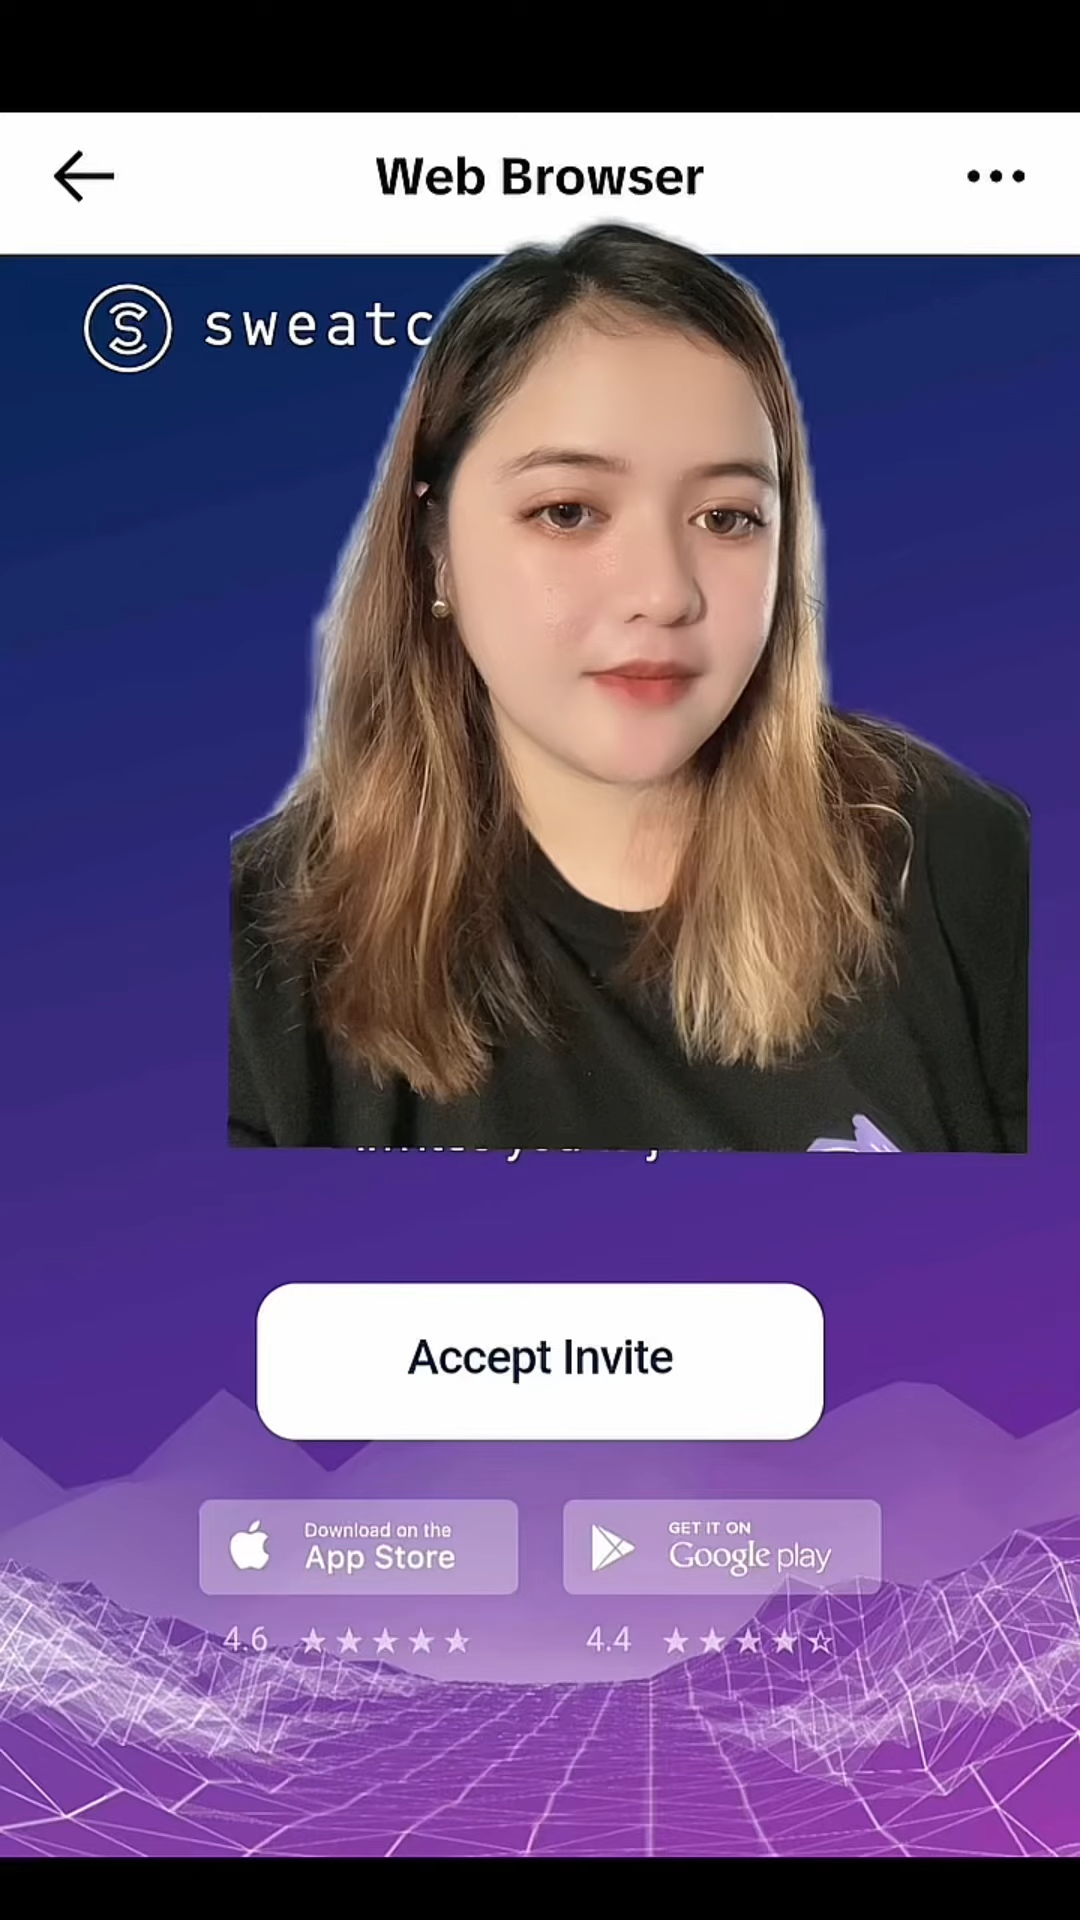 Web Browser
sweatc
Accept Invite
Download on the
App Store
GET IT ON
Google play
4.6
4.4